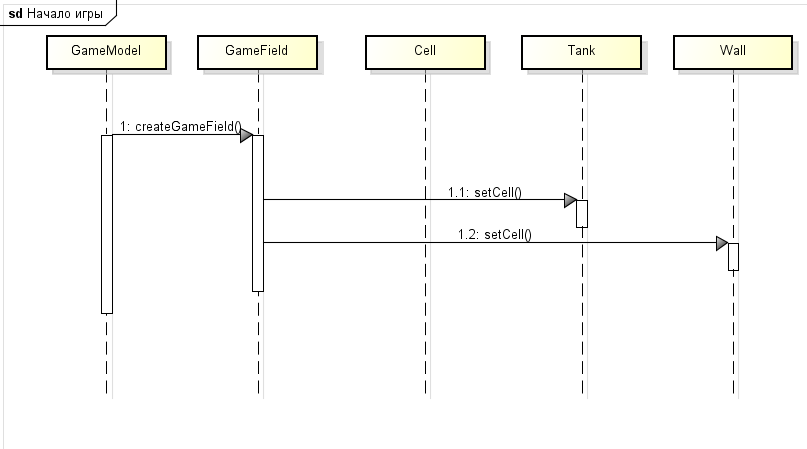 sd Начало игры
GameModel
GameField
Cell
Tank
Wall
1: createGameField()
1.1: setCell()
1.2: setCell()